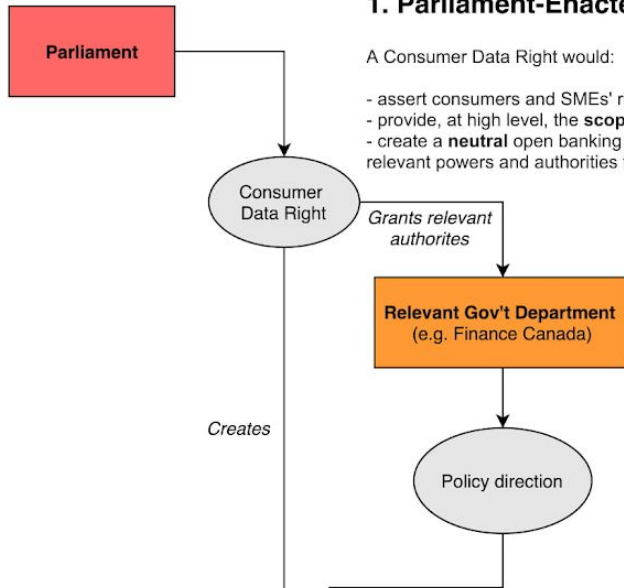 1. Parliament-Enacte
Parliament
A Consumer Data Right would:
- assert consumers and SMEs' r
- provide, at high level, the scop
- create a neutral open banking
relevant powers and authorities
Consumer
Data Right
Grants relevant
authorites
Relevant Gov't Department
(e.g. Finance Canada)
Creates
Policy direction